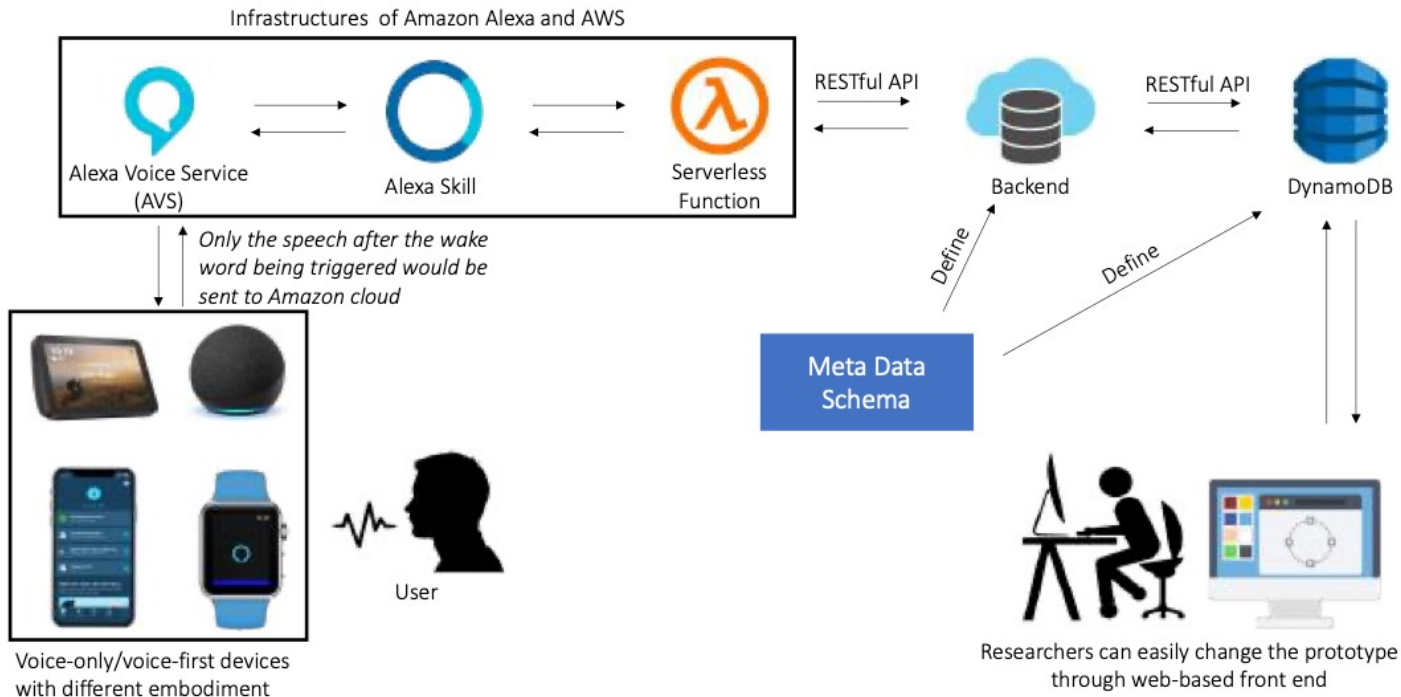 Infrastructures of Amazon Alexa and AWS
RESTful API
RESTful API
Alexa Voice Service
(AVS)
Alexa Skill
Serverless
Function
Backend
DynamoDB
Only the speech after the wake
word being triggered would be
sent to Amazon cloud
Define
Define
Meta Data
Schema
User
Voice-only/voice-first devices
with different embodiment
Researchers can easily change the prototype
through web-based front end